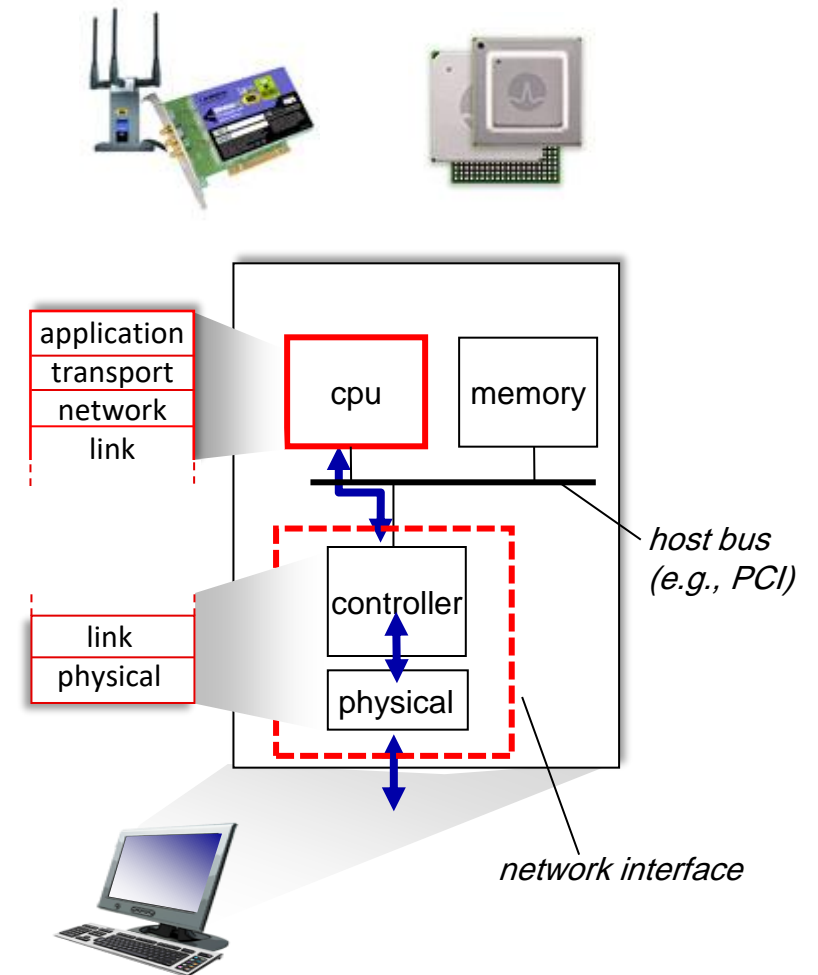 application
transport
network
link
cpu
memory
host bus
(e.g., PCI)
controller
link
physical
physical
network interface